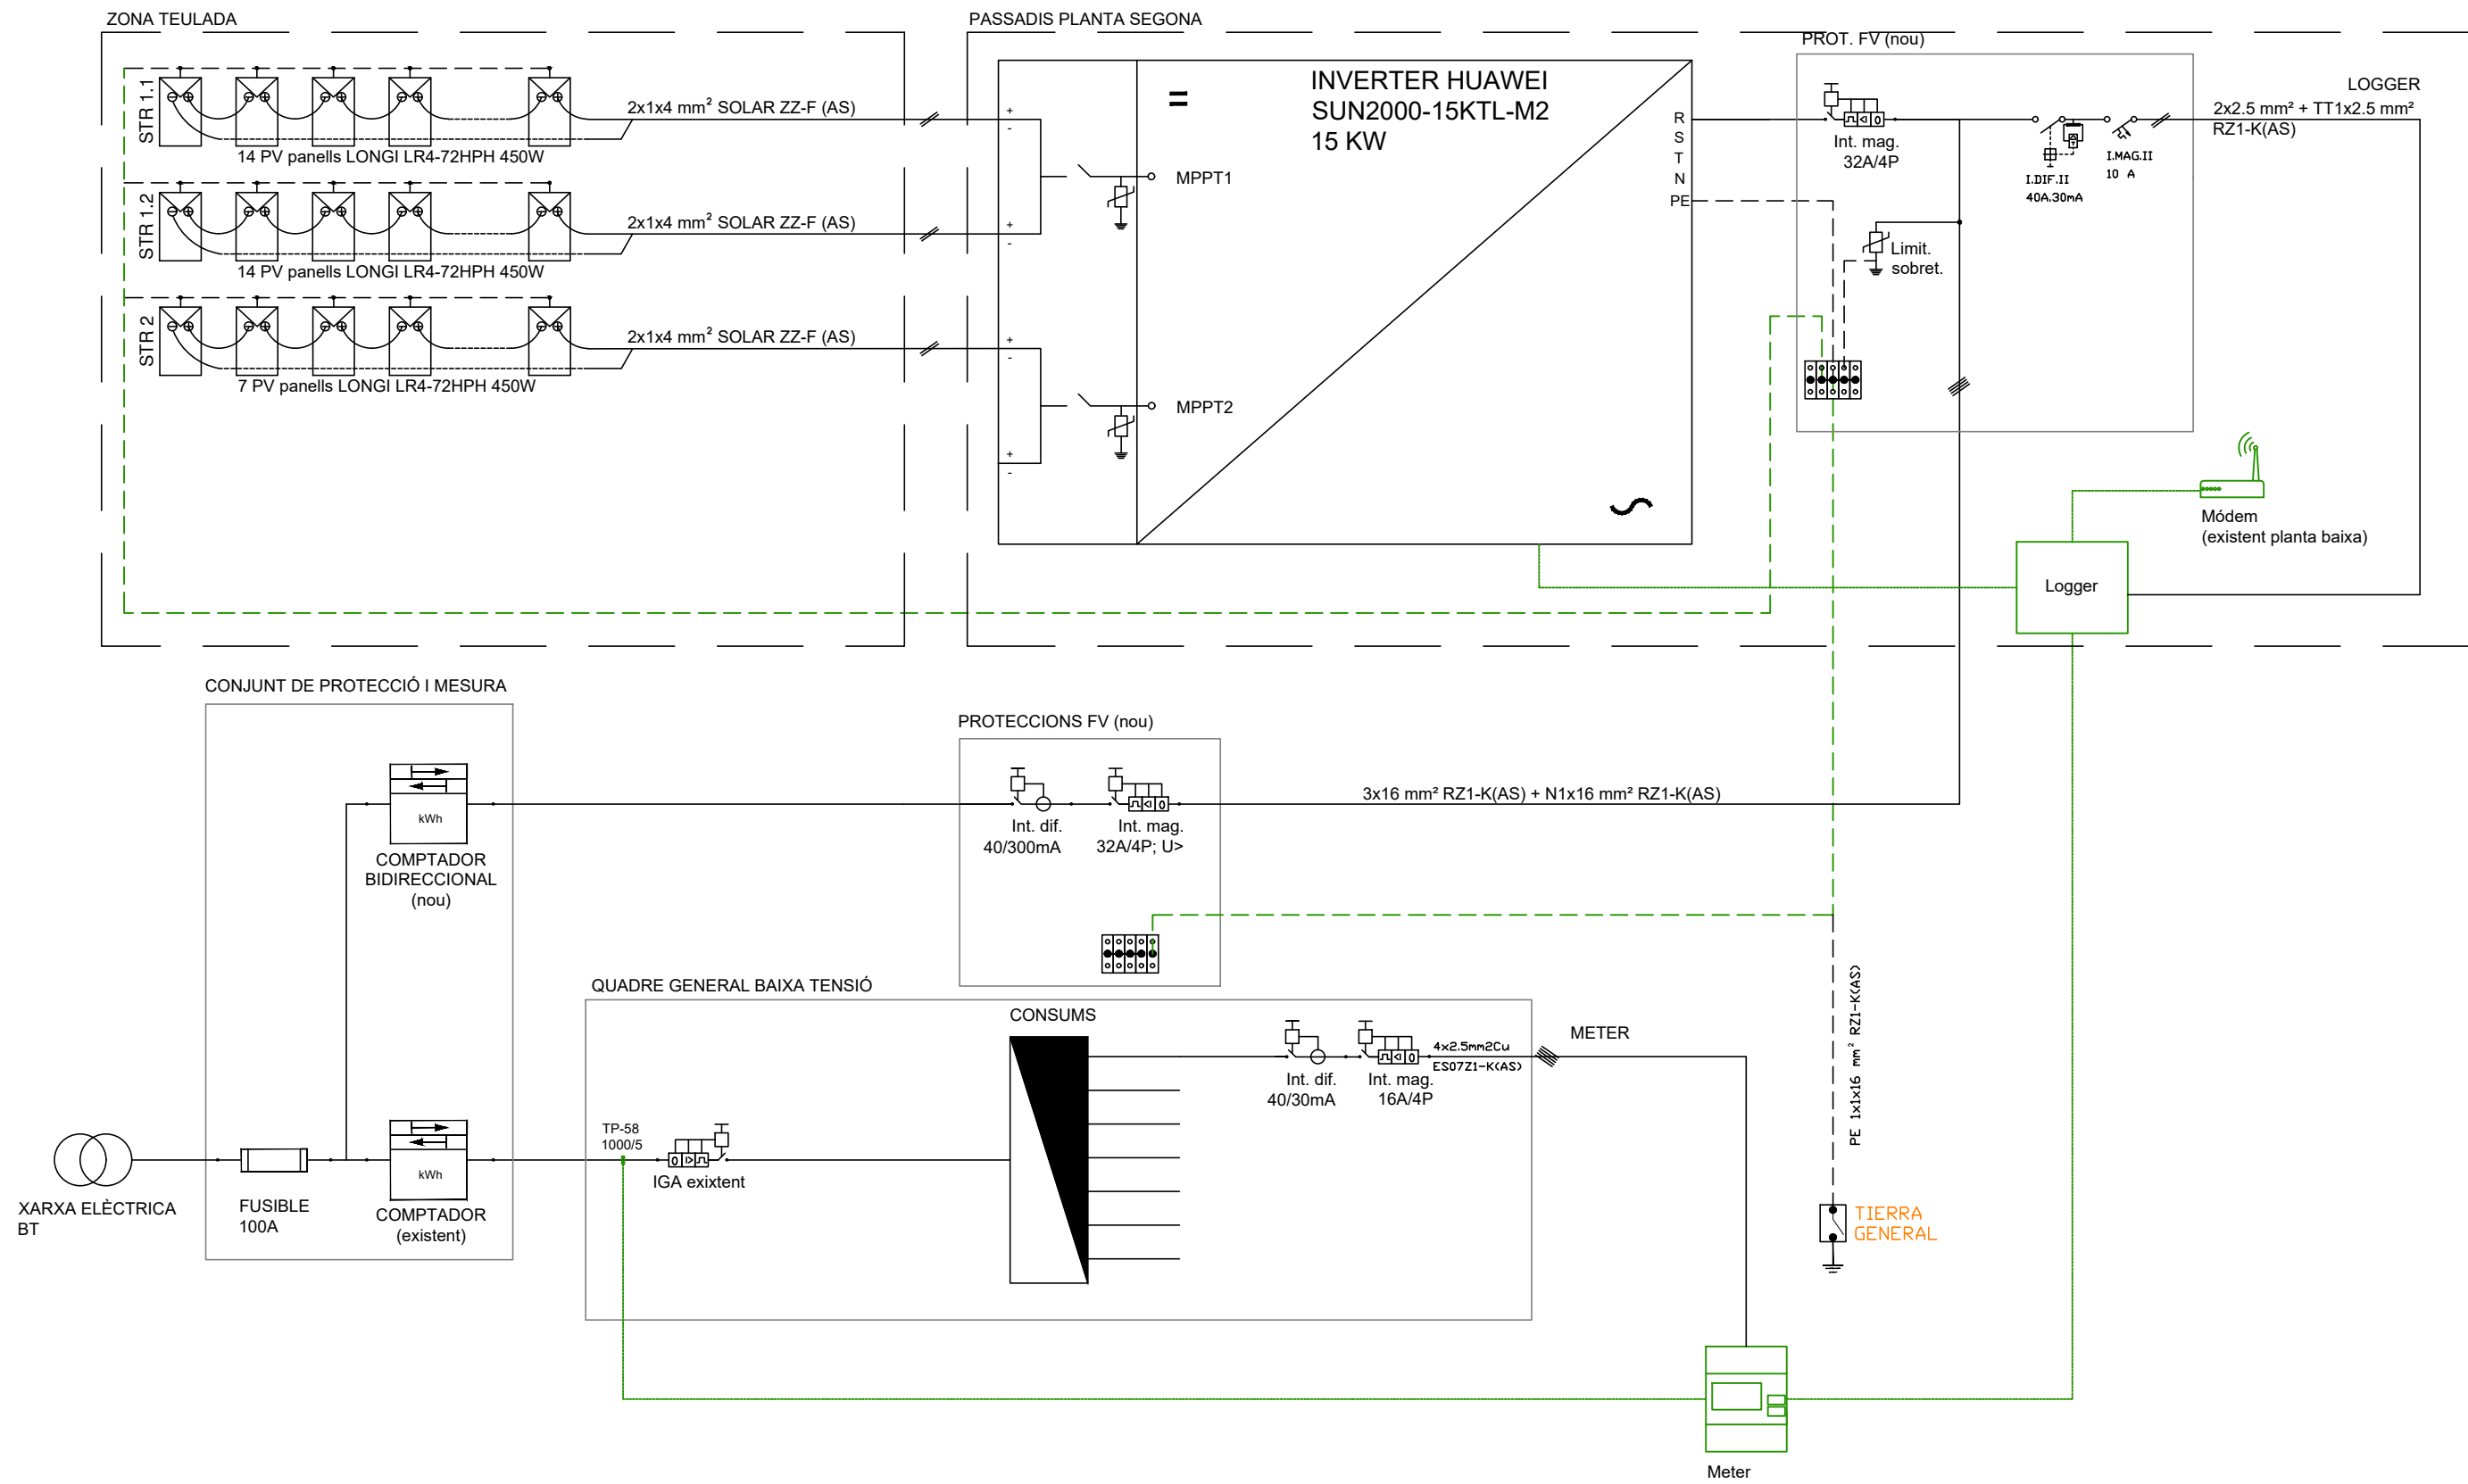 ZONA TEULADA
PASSADIS PLANTA SEGONA
PROT. FV (nou)
STR 1.1
2x1x4 mm² SOLAR ZZ-F (AS)
14 PV panells LONGI LR4-72HPH 450W
STR 1.2
2x1x4 mm² SOLAR ZZ-F (AS)
14 PV panells LONGI LR4-72HPH 450W
STR 2
2x1x4 mm² SOLAR ZZ-F (AS)
7 PV panells LONGI LR4-72HPH 450W
+
-
+
-
+
-
+
-
MPPT1
MPPT2
=
INVERTER HUAWEI
SUN2000-15KTL-M2
15 KW
R
S
T
N
PE
Int. mag.
32A/4P
I.DIF.II
40A.30mA
I.MAG.II
10 A
Limit.
sobret.
LOGGER
2x2.5 mm² + TT1x2.5 mm²
RZ1-K(AS)
Módem
(existent planta baixa)
Logger
CONJUNT DE PROTECCIÓ I MESURA
kWh
COMPTADOR
BIDIRECCIONAL
(nou)
PROTECCIONS FV (nou)
Int. dif.
40/300mA
Int. mag.
32A/4P; U>
3x16 mm² RZ1-K(AS) + N1x16 mm² RZ1-K(AS)
QUADRE GENERAL BAIXA TENSIÓ
CONSUMS
Int. dif.
40/30mA
Int. mag.
16A/4P
4x2.5mm2Cu
ES07Z1-K(AS)
METER
PE 1x1x16 mm² RZ1-K(AS)
XARXA ELÈCTRICA
BT
FUSIBLE
100A
kWh
COMPTADOR
(existent)
TP-58
1000/5
IGA exixtent
TIERRA
GENERAL
Meter